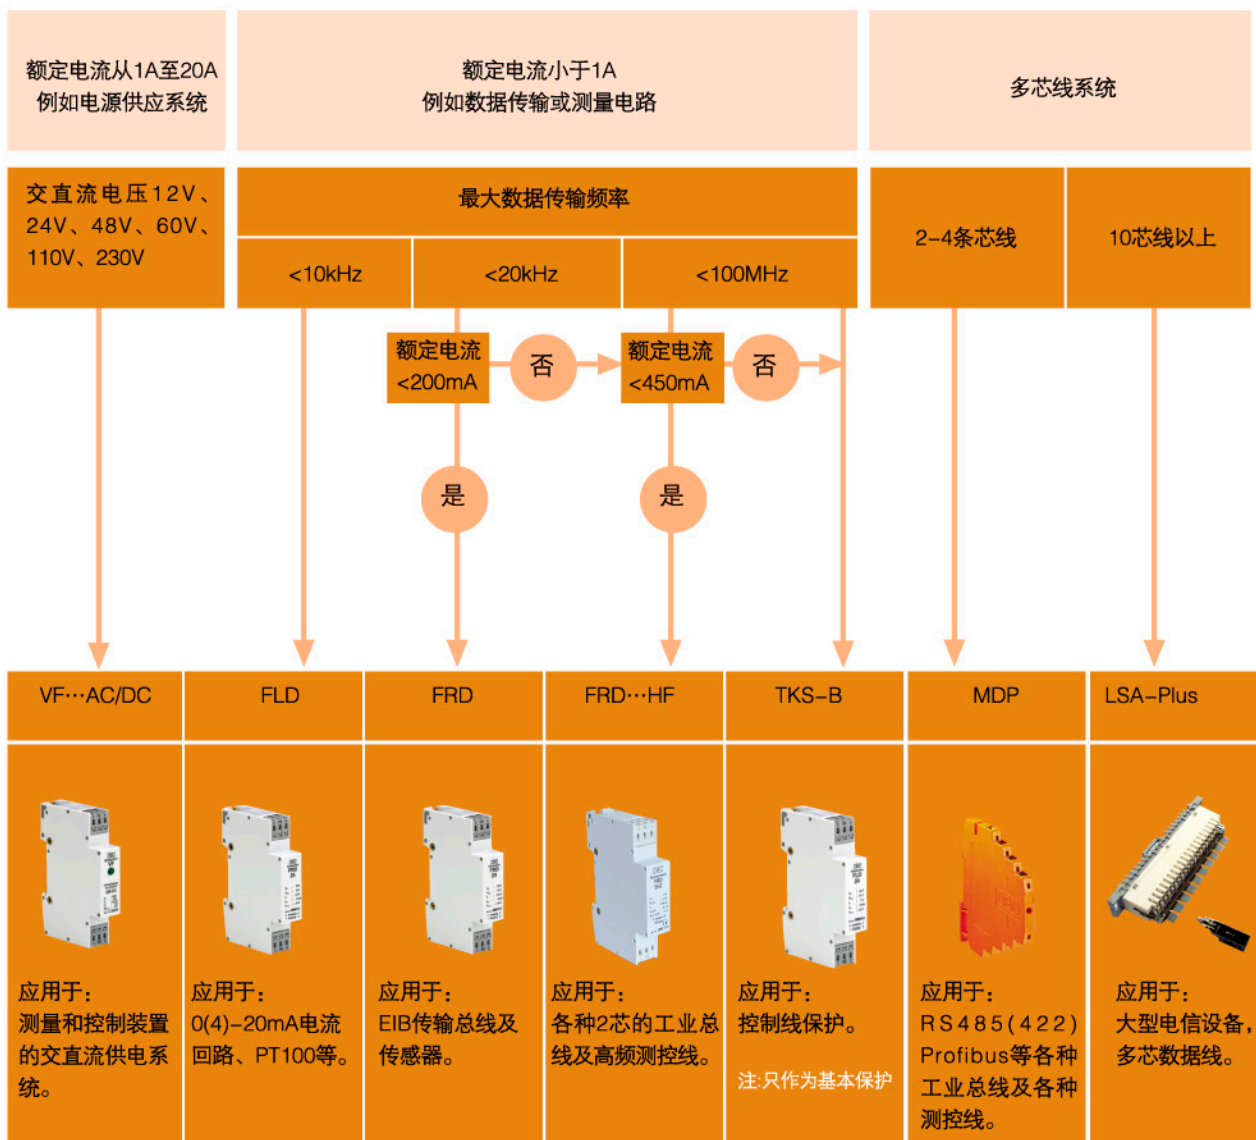 额定电流从1A至20A
例如电源供应系统
额定电流小于1A
例如数据传输或测量电路
多芯线系统
交直流电压12V、
24V、48V、60V、
110V、230V
最大数据传输频率
<10kHz
<20kHz
<100MHz
2-4条芯线
10芯线以上
额定电流
<200mA
否
额定电流
<450mA
否
是
是
VF…AC/DC
FLD
FRD
FRD…HF
TKS-B
MDP
LSA-Plus
应用于：
测量和控制装置
的交直流供电系
统。
应用于：
0(4)-20mA电流
回路、PT100等。
应用于：
EIB传输总线及
传感器。
应用于：
各种2芯的工业总
线及高频测控线。
应用于：
控制线保护。
注:只作为基本保护
应用于：
RS485(422)
Profibus等各种
工业总线及各种
测控线。
应用于：
大型电信设备，
多芯数据线。